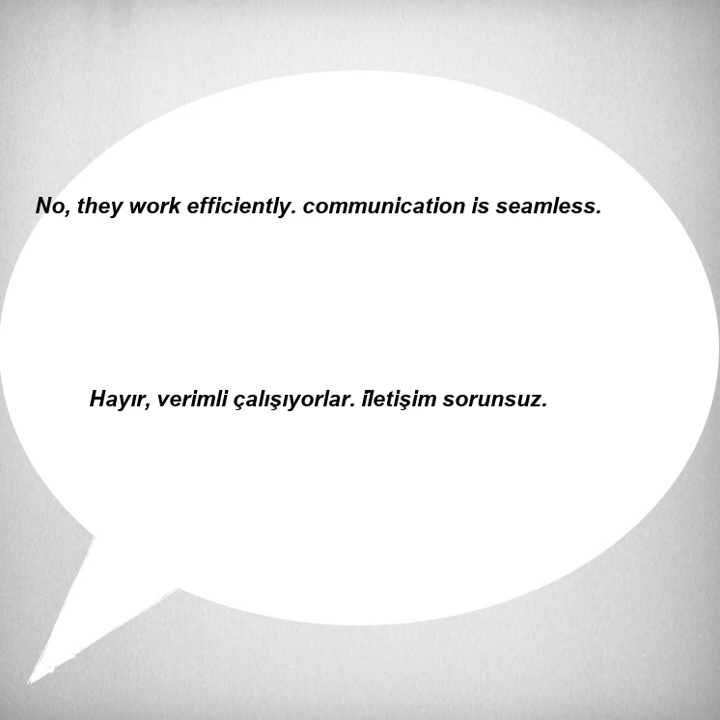 No, they work efficiently. communication is seamless.
Hayır, verimli çalışıyorlar. i̇letişim sorunsuz.